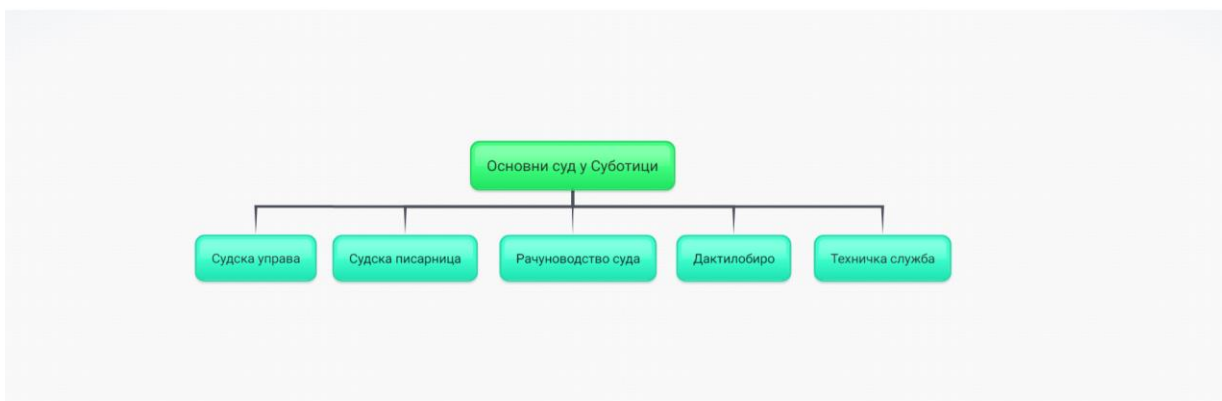 Основни суд у Суботици
Судска управа
Судска писарница
Рачуноводство суда
Дактилобиро
Техничка служба